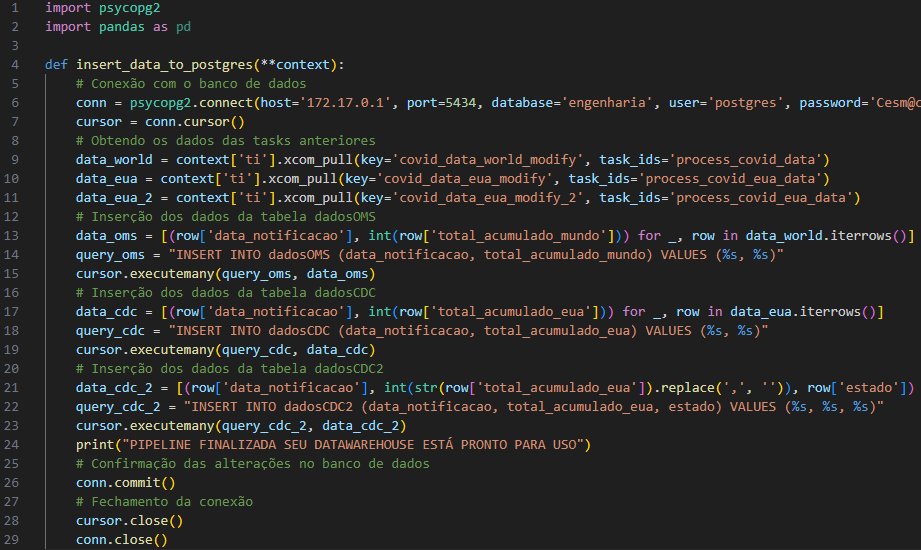 1 import psycopg2
2 import pandas as pd
3
4 def insert_data_to_postgres(**context):
5     # Conexão com o banco de dados
6     conn = psycopg2.connect(host='172.17.0.1', port=5434, database='engenharia', user='postgres', password='Cesm@c
7     cursor = conn.cursor()
8     # Obtendo os dados das tasks anteriores
9     data_world = context['ti'].xcom_pull(key='covid_data_world_modify', task_ids='process_covid_data')
10     data_eua = context['ti'].xcom_pull(key='covid_data_eua_modify', task_ids='process_covid_eua_data')
11     data_eua_2 = context['ti'].xcom_pull(key='covid_data_eua_modify_2', task_ids='process_covid_eua_data')
12     # Inserção dos dados da tabela dadosOMS
13     data_oms = [(row['data_notificacao'], int(row['total_acumulado_mundo'])) for _, row in data_world.iterrows()]
14     query_oms = "INSERT INTO dadosOMS (data_notificacao, total_acumulado_mundo) VALUES (%s, %s)"
15     cursor.executemany(query_oms, data_oms)
16     # Inserção dos dados da tabela dadosCDC
17     data_cdc = [(row['data_notificacao'], int(row['total_acumulado_eua'])) for _, row in data_eua.iterrows()]
18     query_cdc = "INSERT INTO dadosCDC (data_notificacao, total_acumulado_eua) VALUES (%s, %s)"
19     cursor.executemany(query_cdc, data_cdc)
20     # Inserção dos dados da tabela dadosCDC2
21     data_cdc_2 = [(row['data_notificacao'], int(str(row['total_acumulado_eua']).replace(',', '')), row['estado'])
22     query_cdc_2 = "INSERT INTO dadosCDC2 (data_notificacao, total_acumulado_eua, estado) VALUES (%s, %s, %s)"
23     cursor.executemany(query_cdc_2, data_cdc_2)
24     print("PIPELINE FINALIZADA SEU DATAWAREHOUSE ESTÁ PRONTO PARA USO")
25     # Confirmação das alterações no banco de dados
26     conn.commit()
27     # Fechamento da conexão
28     cursor.close()
29     conn.close()